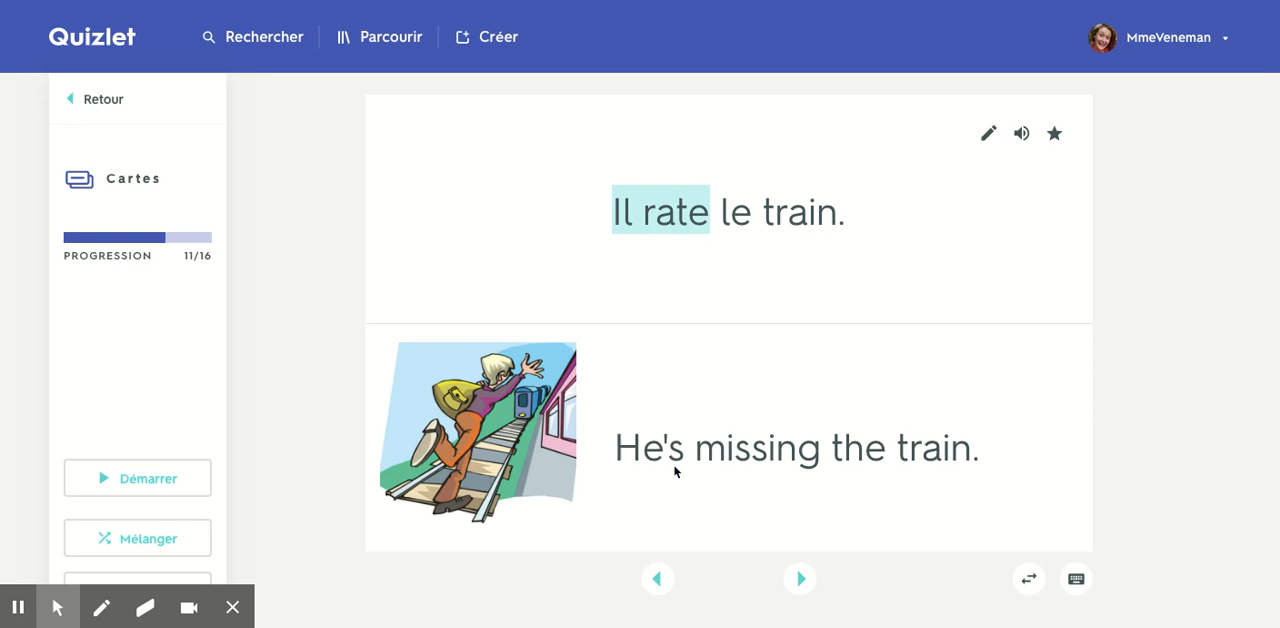 Quizlet
Rechercher
Parcourir
Créer
MmeVeneman
Retour
Cartes
PROGRESSION 11/16
Démarrer
Mélanger
Il rate le train.
He's missing the train.